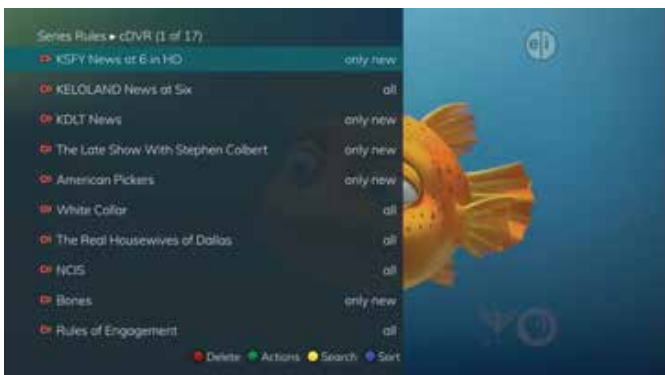 Series Rules ▸ cDVR (1 of 17)
KSFY News at 6 in HD only new
KELOLAND News at Six all
KDLT News only new
The Late Show With Stephen Colbert only new
American Pickers only new
White Collar all
The Real Housewives of Dallas all
NCIS all
Bones only new
Rules of Engagement all
Delete Actions Search Sort
e|i